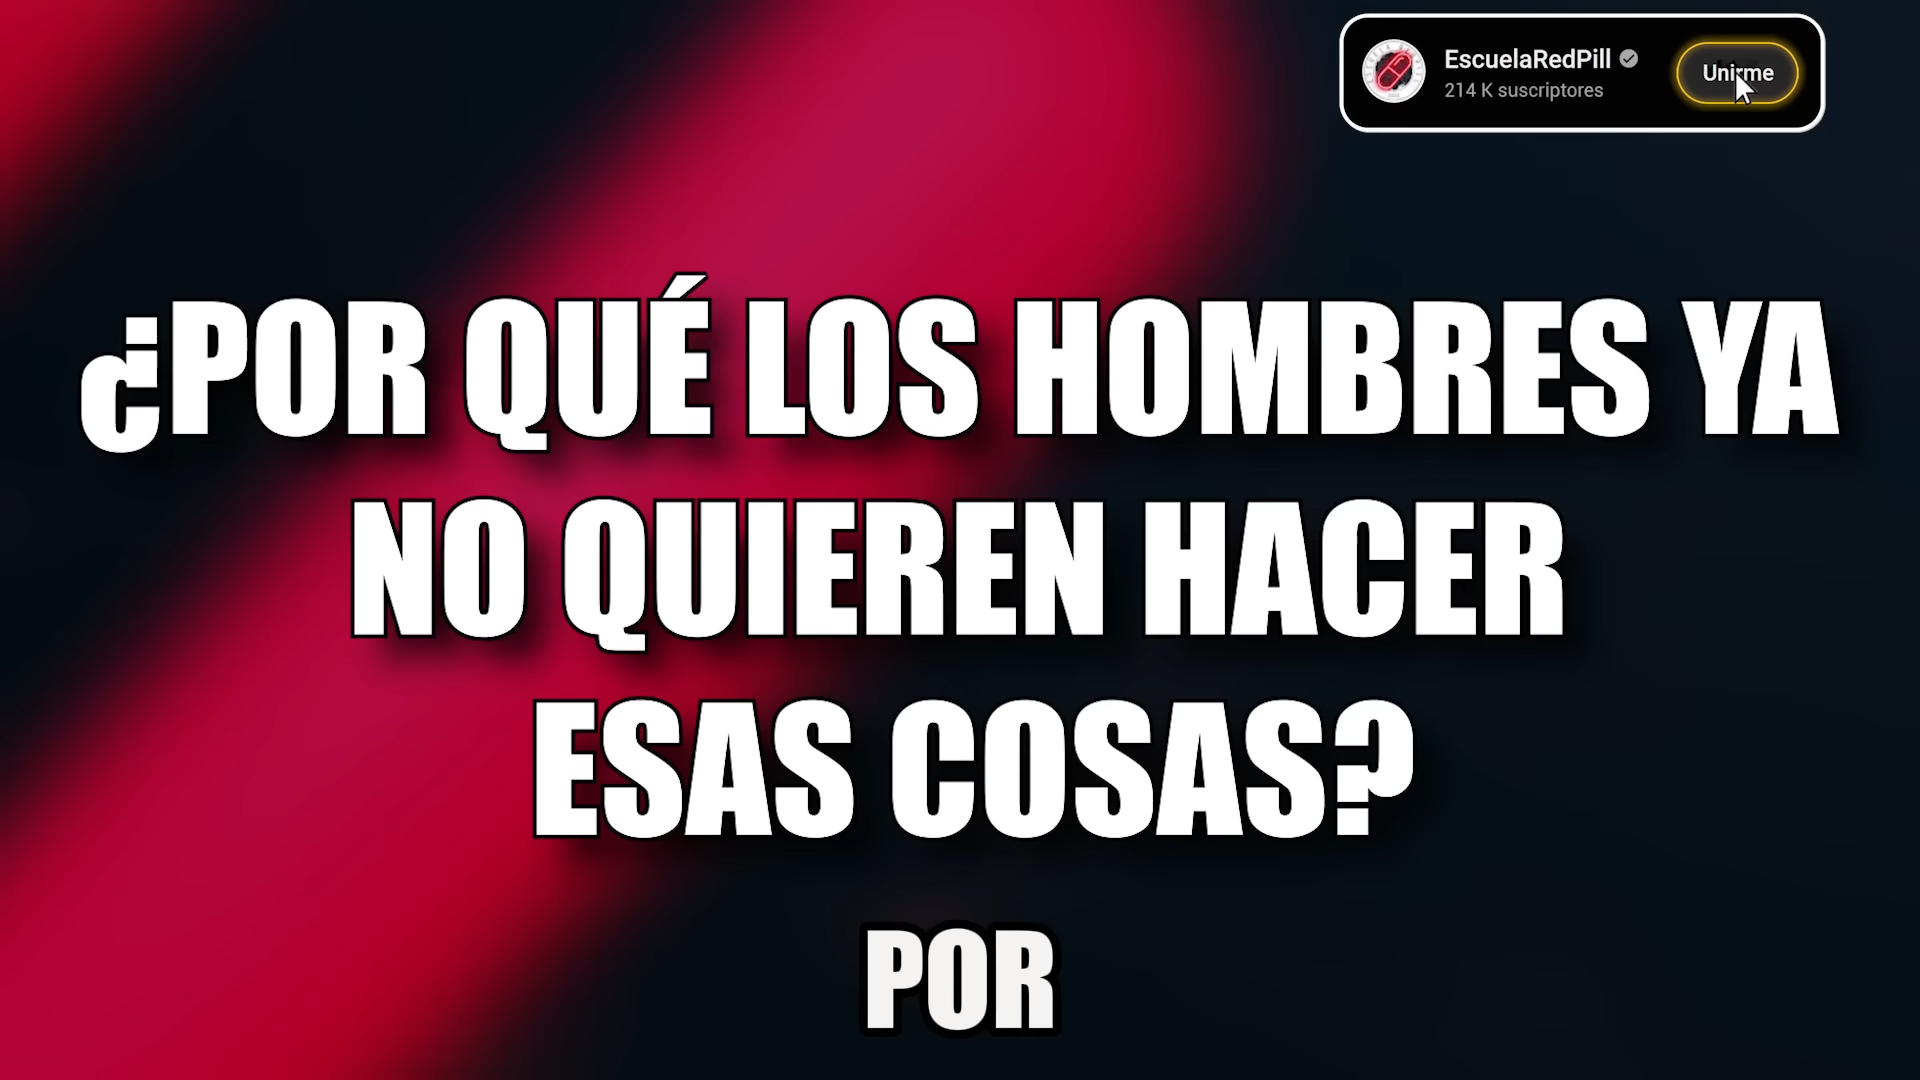 EscuelaRedPill
214 K suscriptores
Unirme
¿POR QUÉ LOS HOMBRES YA
NO QUIEREN HACER
ESAS COSAS?
POR